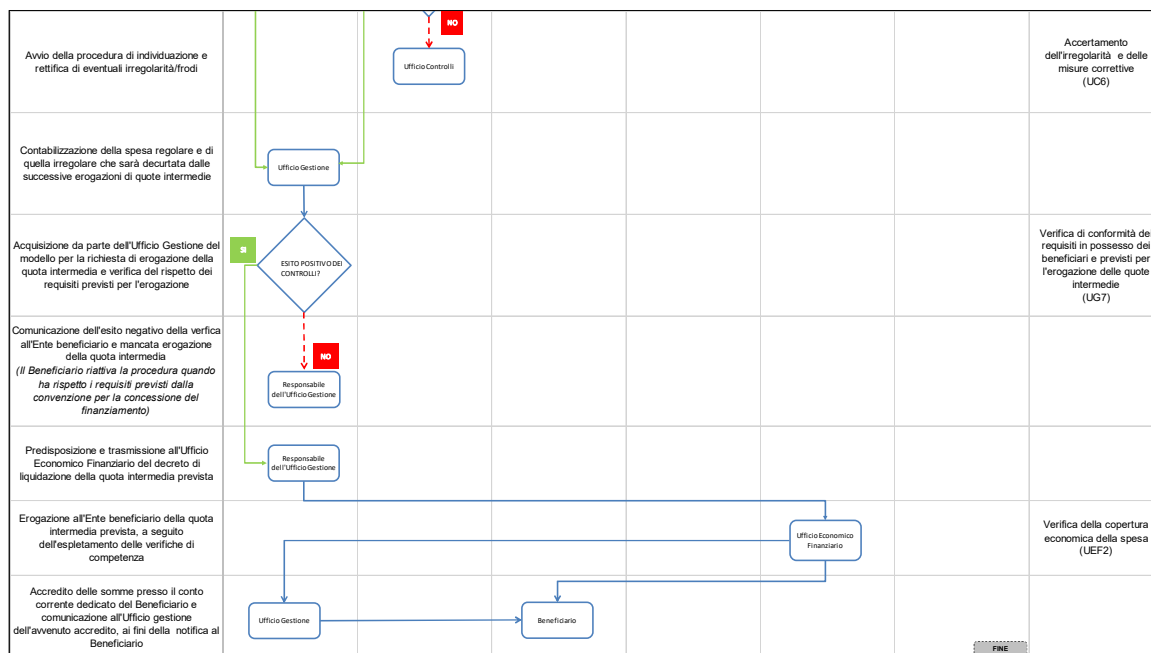 NO
Avvio della procedura di individuazione e
rettifica di eventuali irregolarità/frodi
Ufficio Controlli
Accertamento
dell'irregolarità e delle
misure correttive
(UC6)
Contabilizzazione della spesa regolare e di
quella irregolare che sarà decurtata dalle
successive erogazioni di quote intermedie
Ufficio Gestione
Acquisizione da parte dell'Ufficio Gestione del
modello per la richiesta di erogazione della
quota intermedia e verifica del rispetto dei
requisiti previsti per l'erogazione
SI
ESITO POSITIVO DEI
CONTROLLI?
Verifica di conformità dei
requisiti in possesso dei
beneficiari e previsti per
l'erogazione delle quote
intermedie
(UG7)
Comunicazione dell'esito negativo della verfica
all'Ente beneficiario e mancata erogazione
della quota intermedia
(Il Beneficiario riattiva la procedura quando
ha rispetto i requisiti previsti dalla
convenzione per la concessione del
finanziamento)
NO
Responsabile
dell'Ufficio Gestione
Predisposizione e trasmissione all'Ufficio
Economico Finanziario del decreto di
liquidazione della quota intermedia prevista
Responsabile
dell'Ufficio Gestione
Erogazione all'Ente beneficiario della quota
intermedia prevista, a seguito
dell'espletamento delle verifiche di
competenza
Ufficio Economico
Finanziario
Verifica della copertura
economica della spesa
(UEF2)
Accredito delle somme presso il conto
corrente dedicato del Beneficiario e
comunicazione all'Ufficio gestione
dell'avvenuto accredito, ai fini della notifica al
Beneficiario
Ufficio Gestione
Beneficiario
FINE